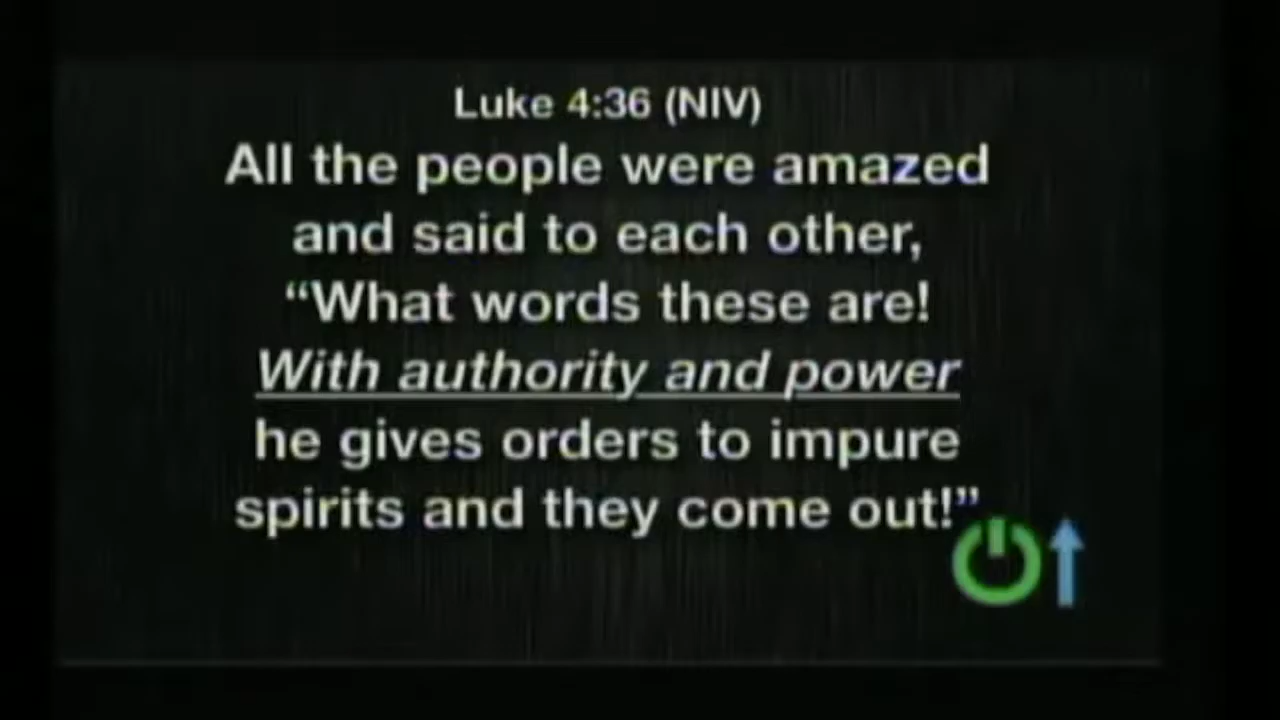 Luke 4:36 (NIV)
All the people were amazed
and said to each other,
“What words these are!
With authority and power
he gives orders to impure
spirits and they come out!”